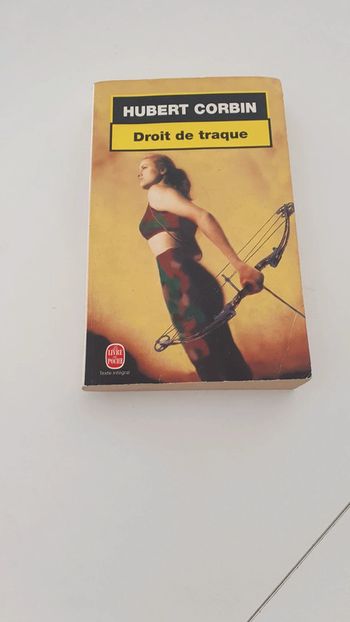 HUBERT CORBIN
Droit de traque
LE LIVRE
DE
POCHE
Texte intégral